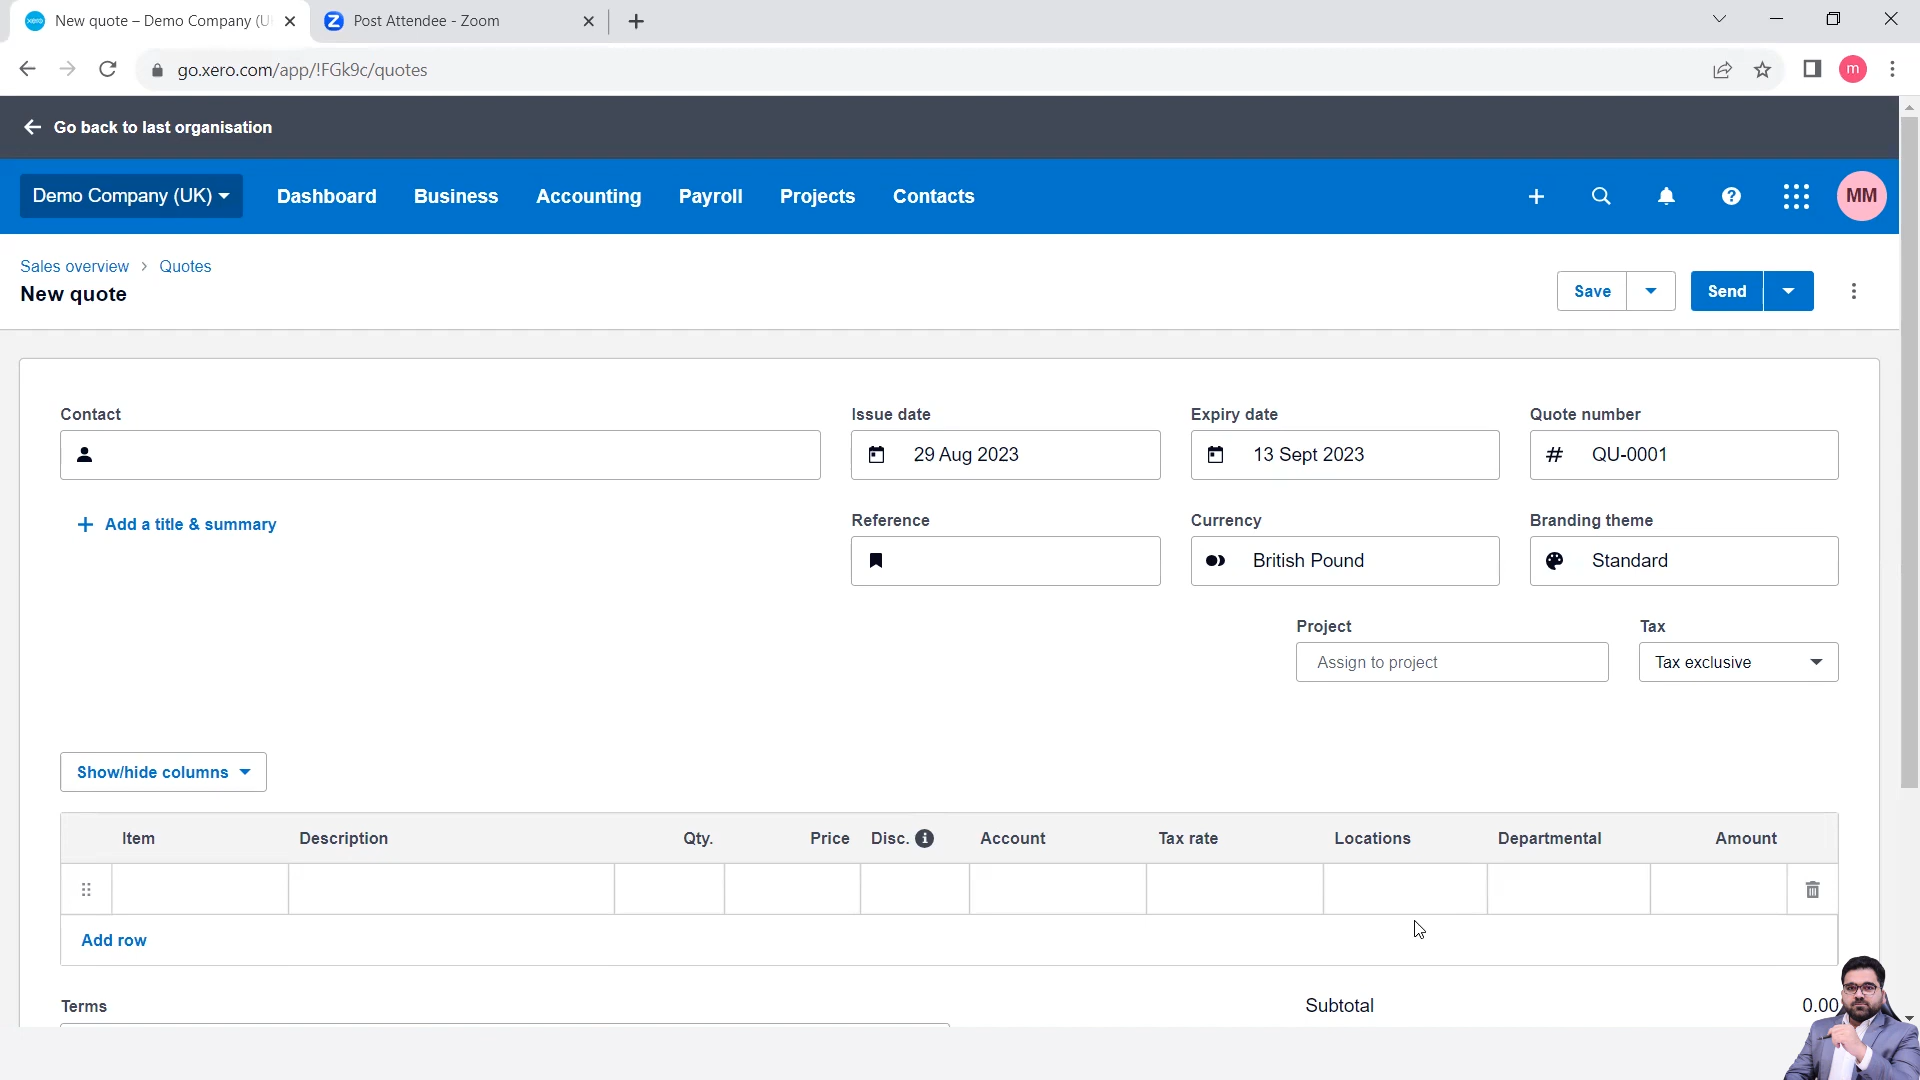 New quote – Demo Company (U
Post Attendee - Zoom
go.xero.com/app/!FGk9c/quotes
m
Go back to last organisation
Demo Company (UK)
Dashboard
Business
Accounting
Payroll
Projects
Contacts
MM
Sales overview
Quotes
New quote
Save
Send
Contact
Issue date
Expiry date
Quote number
29 Aug 2023
13 Sept 2023
# QU-0001
Add a title & summary
Reference
Currency
Branding theme
British Pound
Standard
Project
Tax
Assign to project
Tax exclusive
Show/hide columns
Item
Description
Qty.
Price
Disc.
Account
Tax rate
Locations
Departmental
Amount
Add row
Terms
Subtotal
0.00